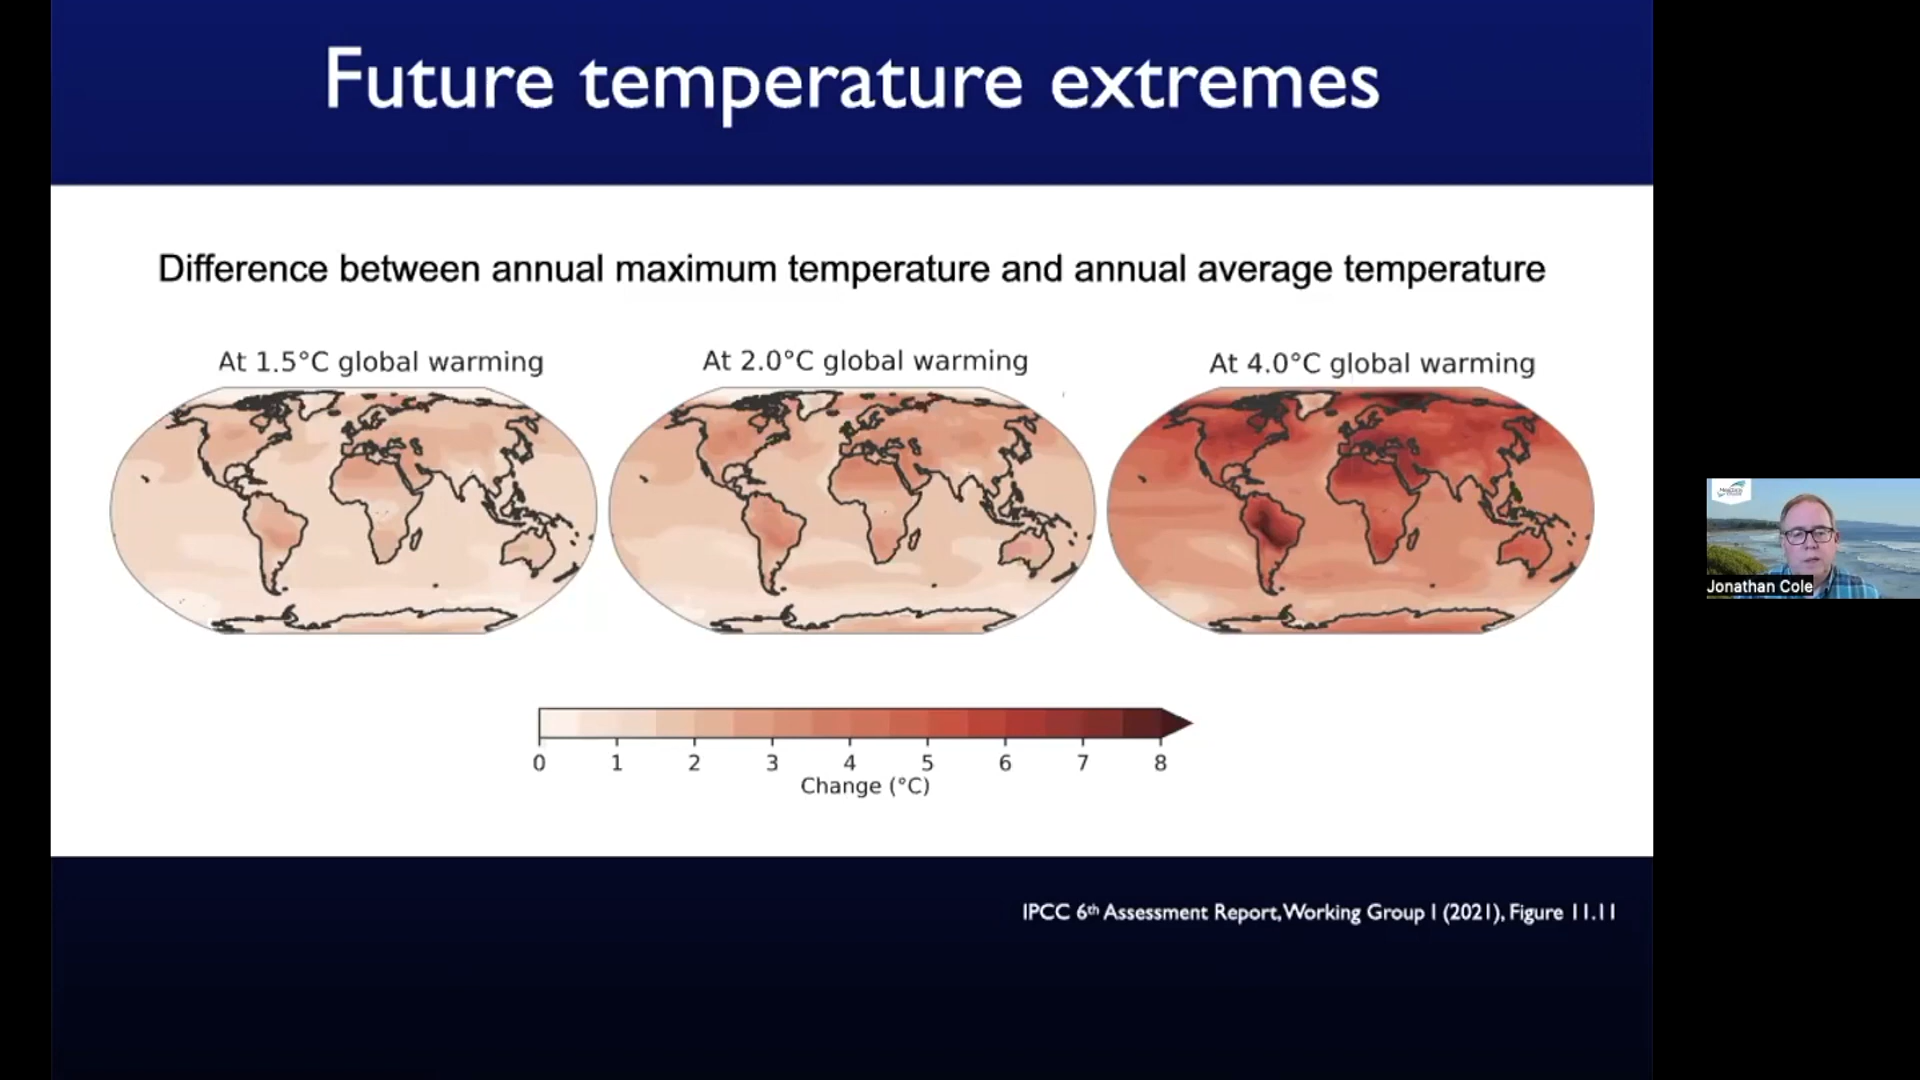 Future temperature extremes
Difference between annual maximum temperature and annual average temperature
At 1.5°C global warming
At 2.0°C global warming
At 4.0°C global warming
0 1 2 3 4 5 6 7 8
Change (°C)
IPCC 6th Assessment Report, Working Group I (2021), Figure 11.11
Jonathan Cole